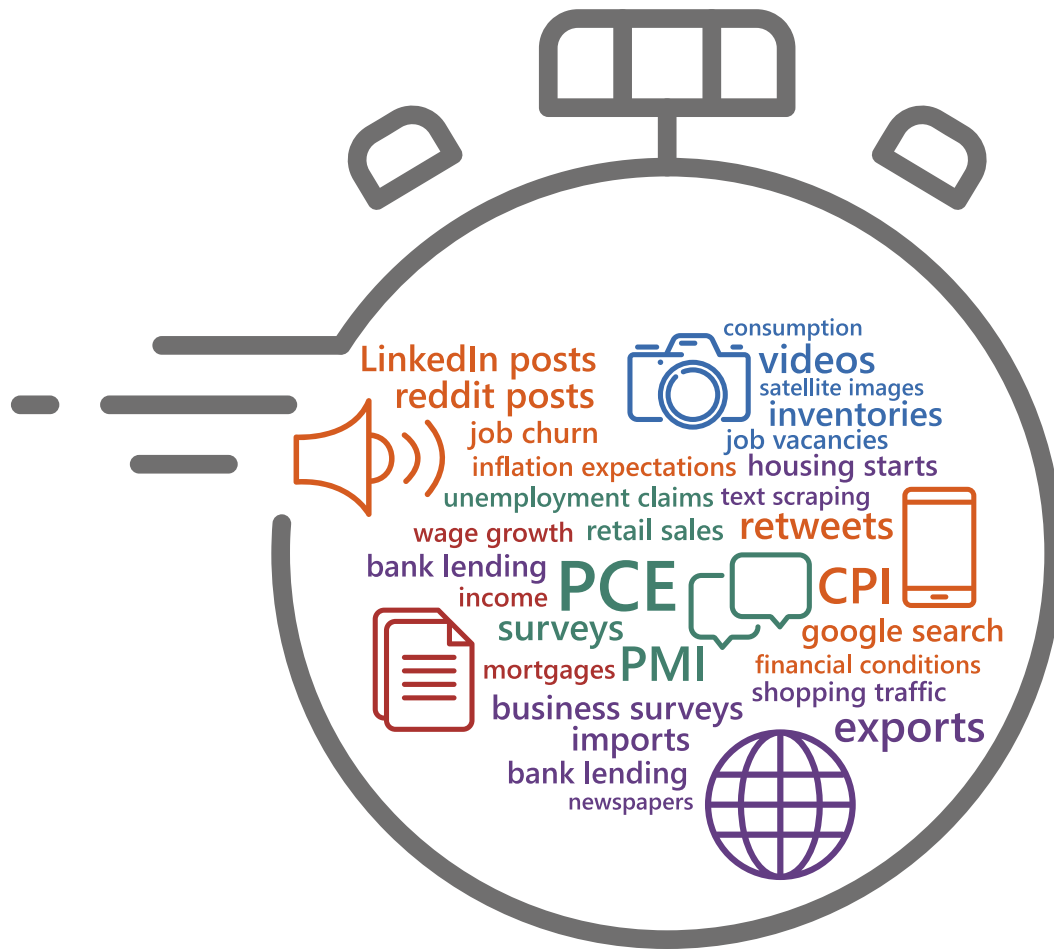 consumption
LinkedIn posts
videos
reddit posts
satellite images
inventories
job churn
job vacancies
inflation expectations
housing starts
unemployment claims
text scraping
wage growth
retail sales
retweets
bank lending
PCE
CPI
income
surveys
google search
mortgages
PMI
financial conditions
shopping traffic
business surveys
exports
imports
bank lending
newspapers